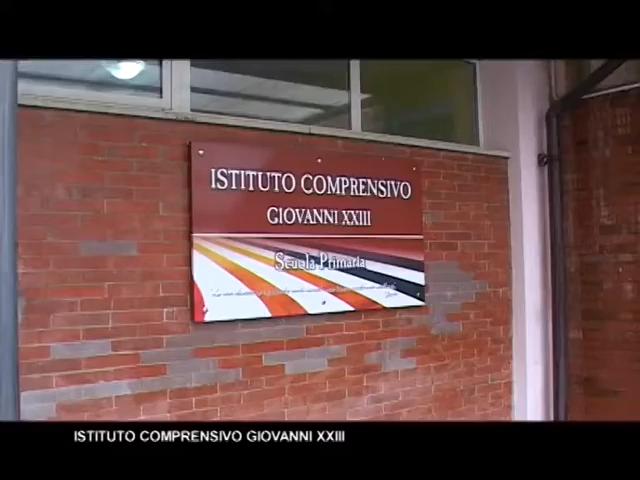 ISTITUTO COMPRENSIVO
GIOVANNI XXIII
Scuola Primaria
ISTITUTO COMPRENSIVO GIOVANNI XXIII